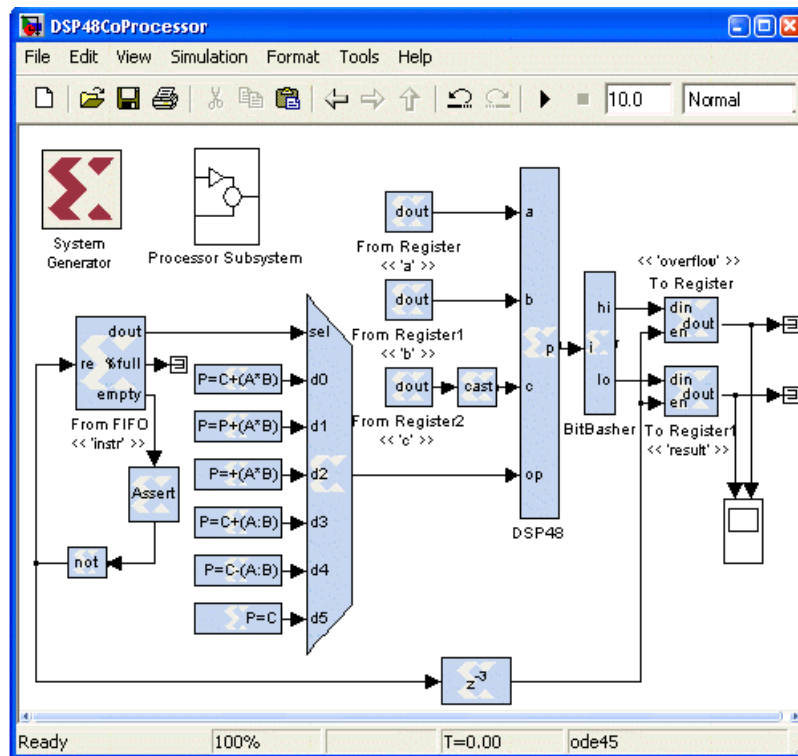 DSP48CoProcessor
File Edit View Simulation Format Tools Help
10.0 Normal
System
Generator
Processor Subsystem
dout
From Register
<< 'a' >>
dout
From Register1
<< 'b' >>
dout
cast
From Register2
<< 'c' >>
a
b
c
op
p
DSP48
i
hi
lo
BitBasher
<< 'overflow' >>
To Register
din
en
dout
din
en
dout
To Register1
<< 'result' >>
dout
re %full
empty
From FIFO
<< 'instr' >>
Assert
not
sel
P=C+(A*B) d0
P=P+(A*B) d1
P=+(A*B) d2
P=C+(A:B) d3
P=C-(A:B) d4
P=C d5
z-3
Ready 100% T=0.00 ode45